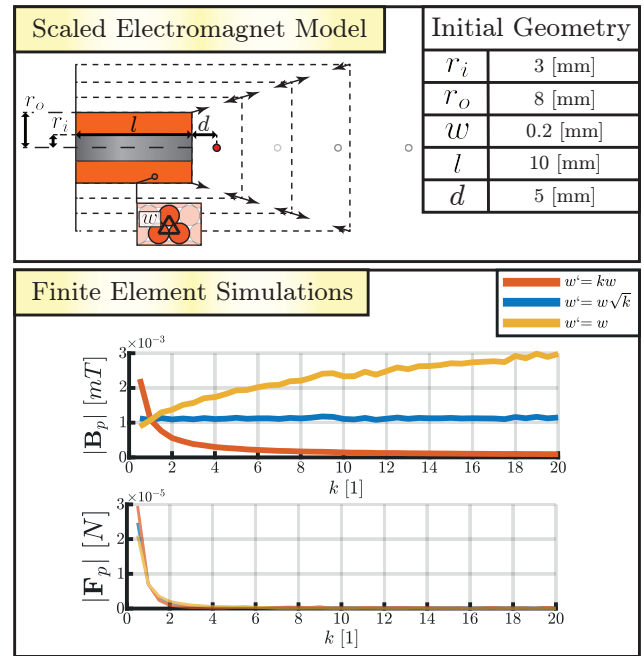 Scaled Electromagnet Model
r_o
r_i
l
d
w
Initial Geometry
r_i 3 [mm]
r_o 8 [mm]
w 0.2 [mm]
l 10 [mm]
d 5 [mm]
Finite Element Simulations
w‘= kw
w‘= w√k
w‘= w
×10⁻³
3
2
1
0
|B_p| [mT]
0 2 4 6 8 10 12 14 16 18 20
k [1]
×10⁻⁵
3
2
1
0
|F_p| [N]
0 2 4 6 8 10 12 14 16 18 20
k [1]